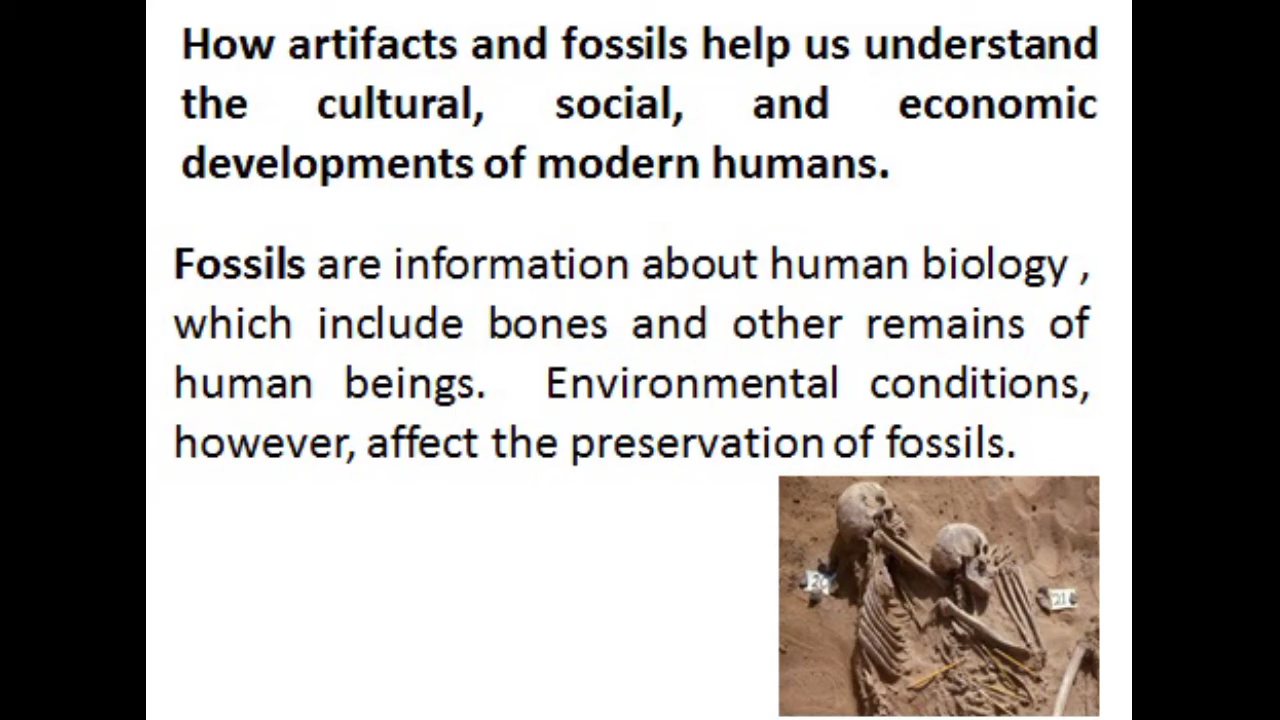 How artifacts and fossils help us understand
the cultural, social, and economic
developments of modern humans.
Fossils are information about human biology ,
which include bones and other remains of
human beings. Environmental conditions,
however, affect the preservation of fossils.
20
21